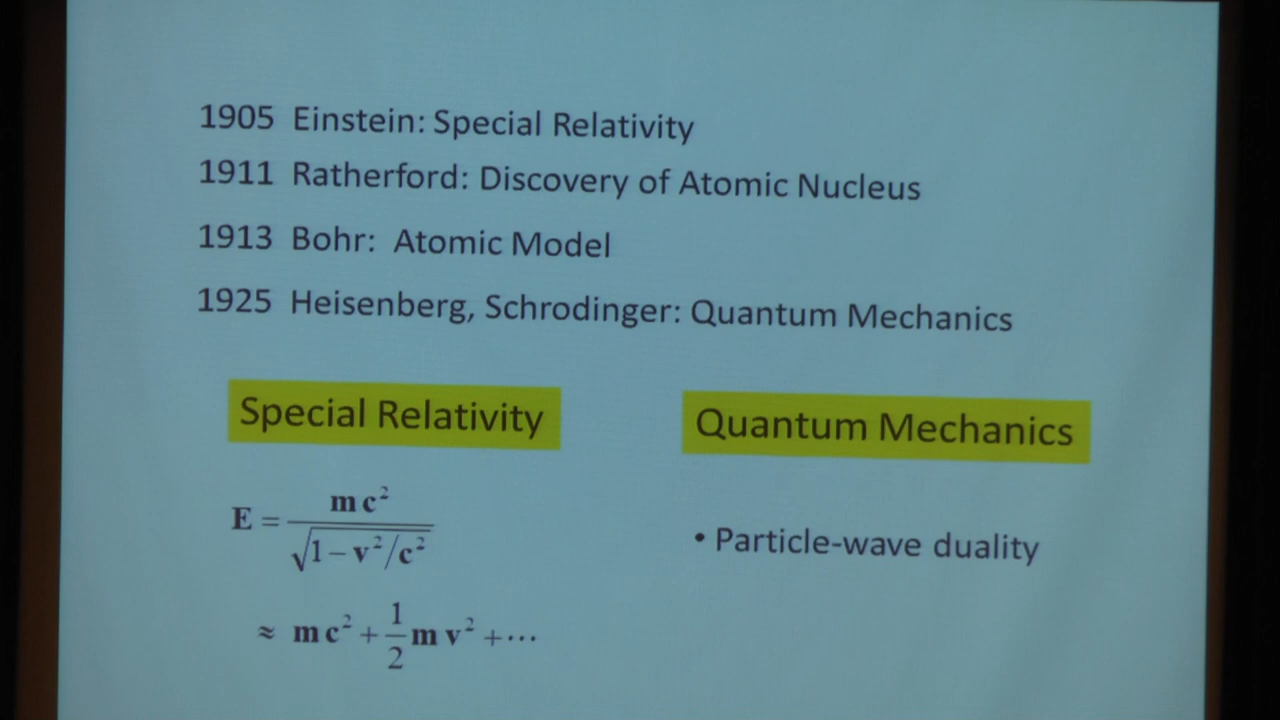 1905 Einstein: Special Relativity
1911 Ratherford: Discovery of Atomic Nucleus
1913 Bohr: Atomic Model
1925 Heisenberg, Schrodinger: Quantum Mechanics
Special Relativity
Quantum Mechanics
E = mc² / √(1 − v²/c²)
• Particle-wave duality
≈ mc² + 1/2 mv² + ⋯